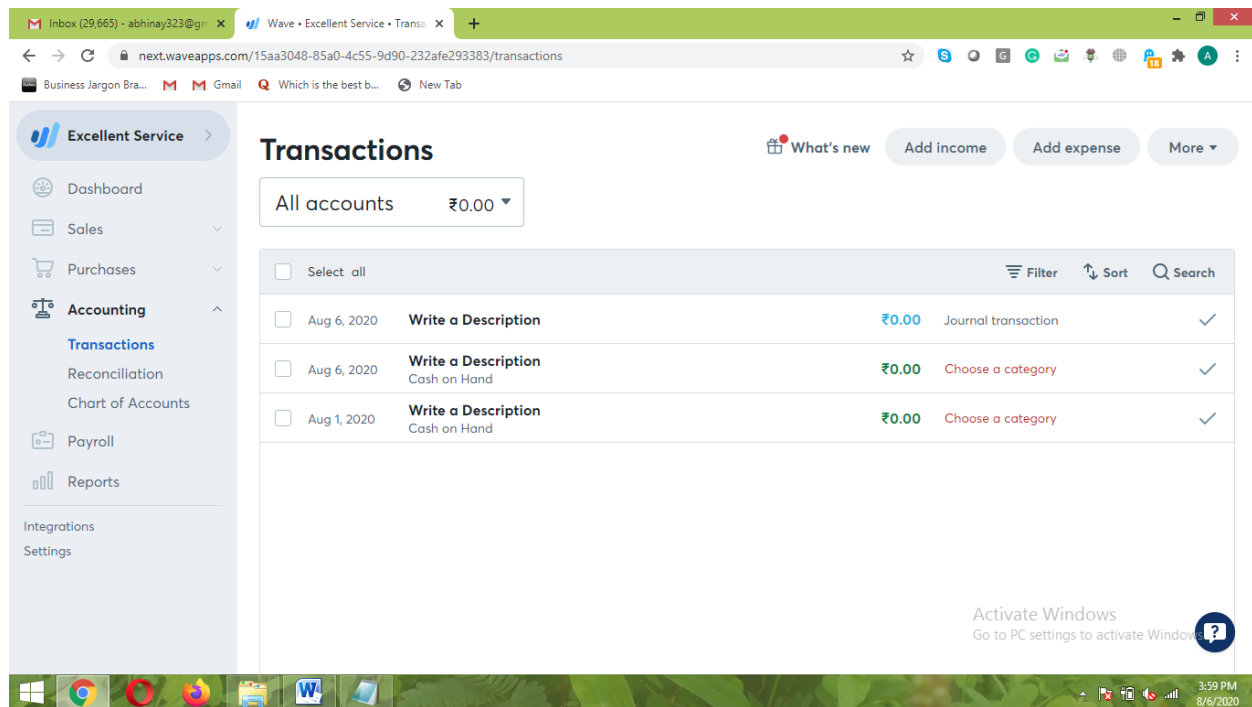 Inbox (29,665) - abhinay323@gm
Wave • Excellent Service • Transa
next.waveapps.com/15aa3048-85a0-4c55-9d90-232afe293383/transactions
Business Jargon Bra... Gmail Which is the best b... New Tab
18
A
Excellent Service
Dashboard
Sales
Purchases
Accounting
Transactions
Reconciliation
Chart of Accounts
Payroll
Reports
Integrations
Settings
Transactions
What's new Add income Add expense More
All accounts ₹0.00
Select all Filter Sort Search
Aug 6, 2020 Write a Description ₹0.00 Journal transaction
Aug 6, 2020 Write a Description ₹0.00 Choose a category
Cash on Hand
Aug 1, 2020 Write a Description ₹0.00 Choose a category
Cash on Hand
Activate Windows
Go to PC settings to activate Windows
?
3:59 PM
8/6/2020